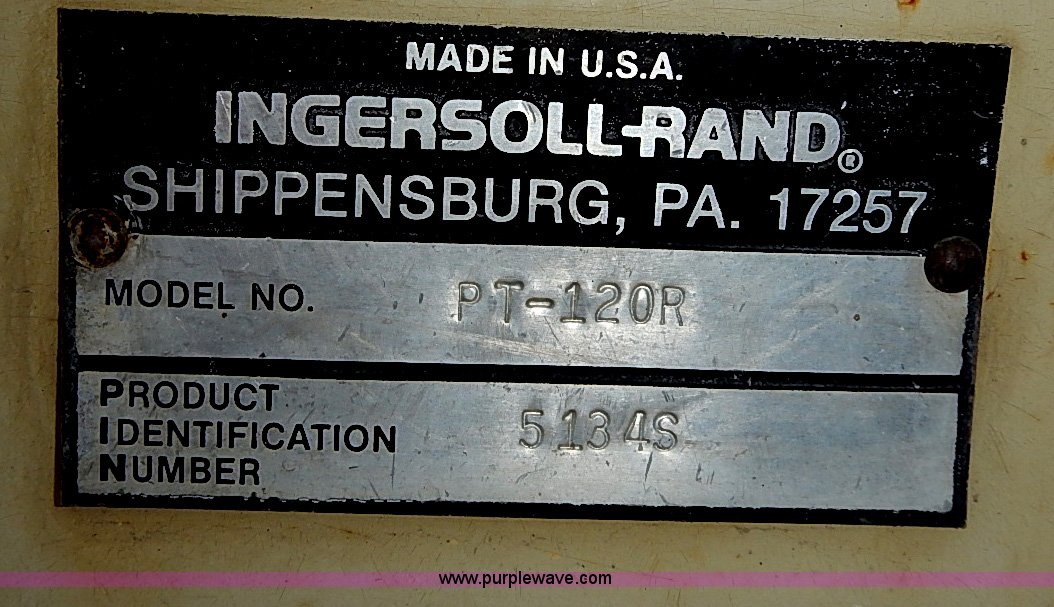 MADE IN U.S.A.
INGERSOLL-RAND®
SHIPPENSBURG, PA. 17257
MODEL NO. PT-120R
PRODUCT
IDENTIFICATION 5134S
NUMBER
www.purplewave.com